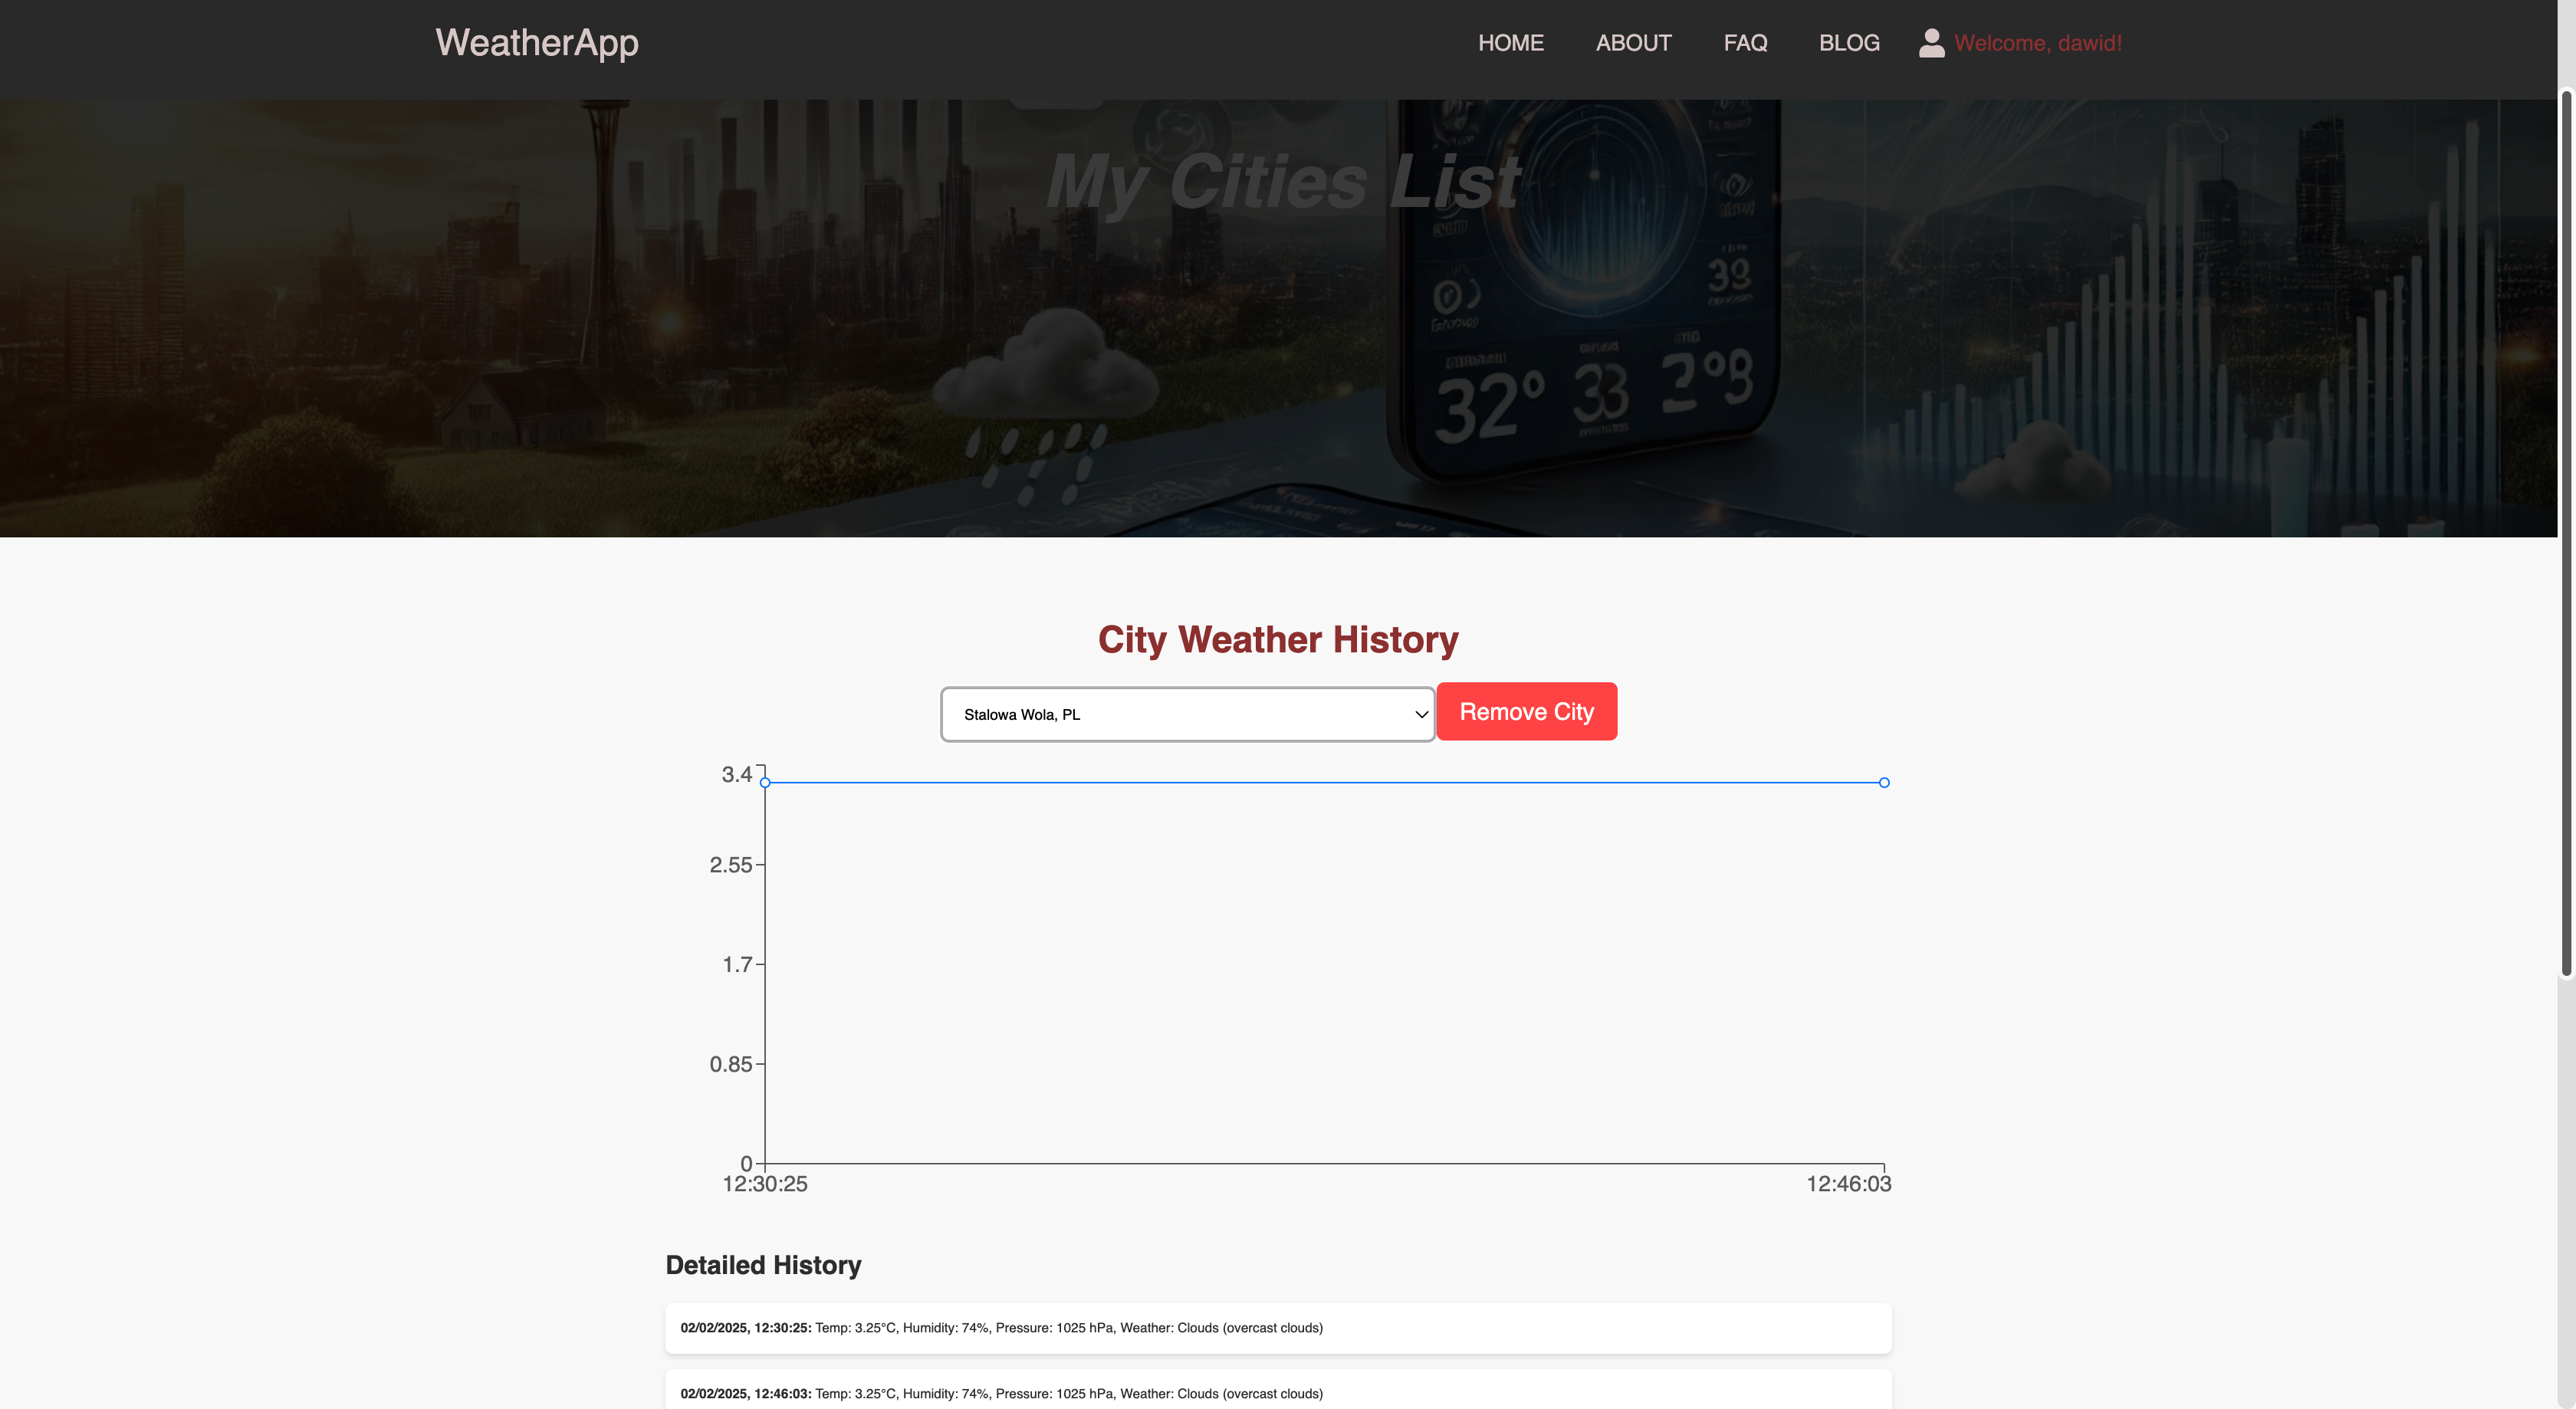 WeatherApp
HOME ABOUT FAQ BLOG Welcome, dawid!
My Cities List
38
32° 33
City Weather History
Stalowa Wola, PL
Remove City
3.4
2.55
1.7
0.85
0
12:30:25 12:46:03
Detailed History
02/02/2025, 12:30:25: Temp: 3.25°C, Humidity: 74%, Pressure: 1025 hPa, Weather: Clouds (overcast clouds)
02/02/2025, 12:46:03: Temp: 3.25°C, Humidity: 74%, Pressure: 1025 hPa, Weather: Clouds (overcast clouds)